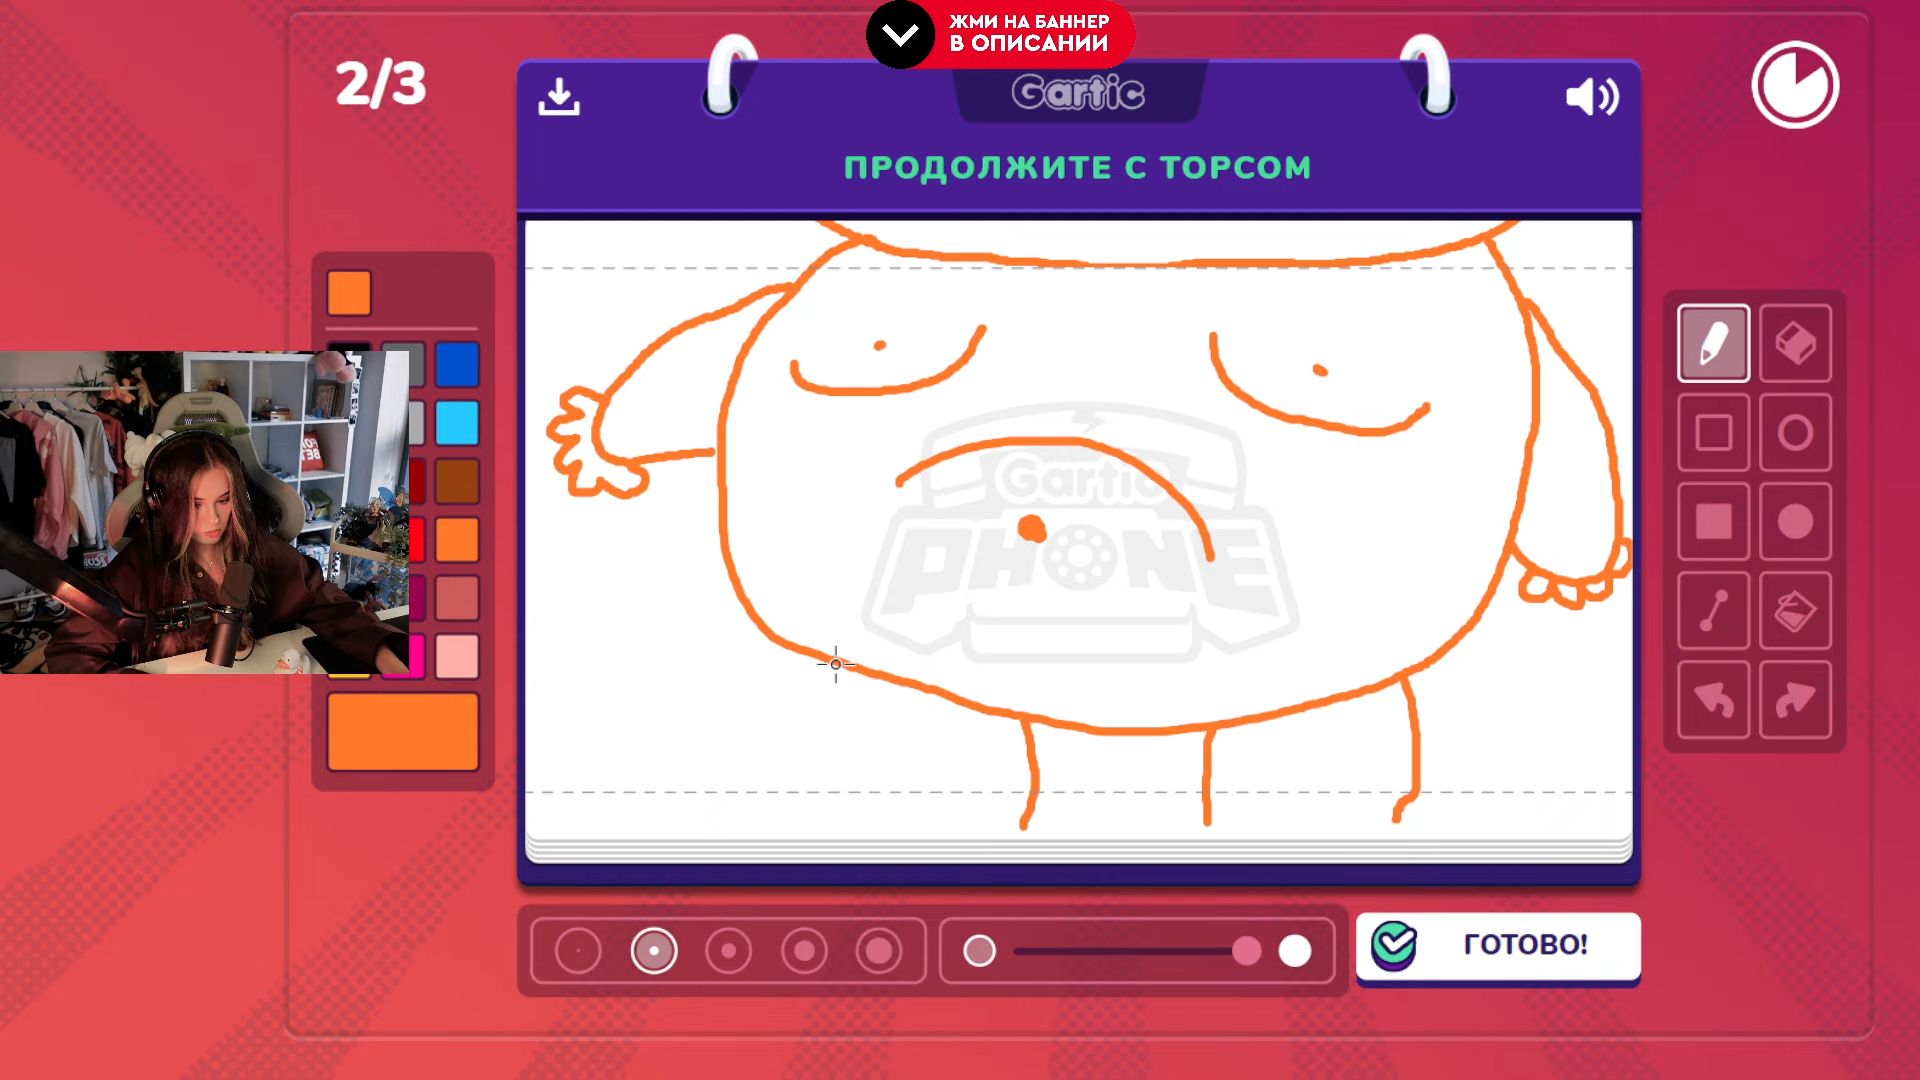 ЖМИ НА БАННЕР
В ОПИСАНИИ
2/3
Gartic
ПРОДОЛЖИТЕ С ТОРСОМ
Gartic
PHONE
ГОТОВО!